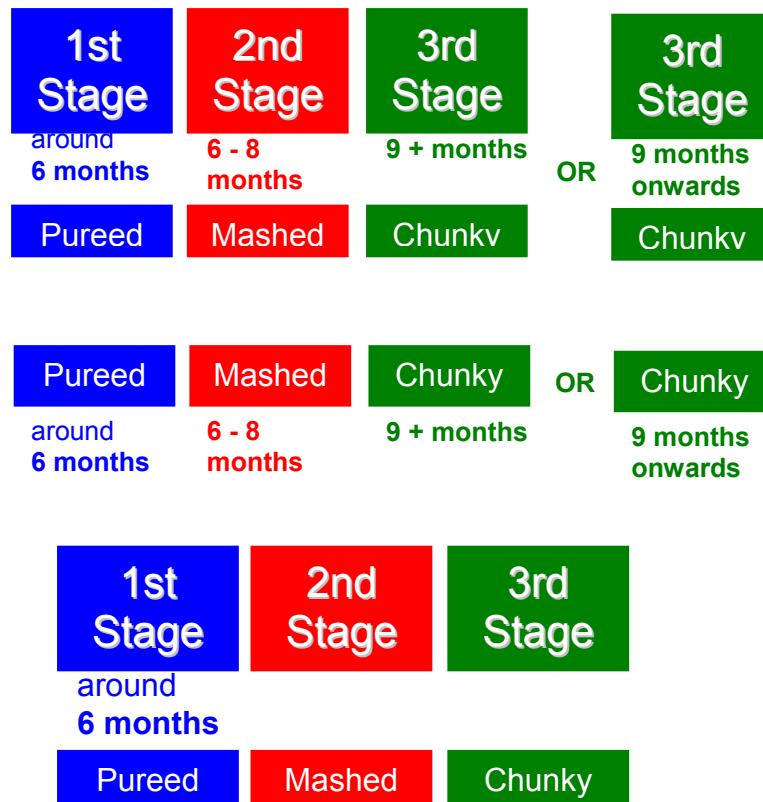 1st
Stage
2nd
Stage
3rd
Stage
3rd
Stage
around
6 months
6 - 8
months
9 + months
OR
9 months
onwards
Pureed
Mashed
Chunky
Chunky
Pureed
Mashed
Chunky
OR
Chunky
around
6 months
6 - 8
months
9 + months
9 months
onwards
1st
Stage
2nd
Stage
3rd
Stage
around
6 months
Pureed
Mashed
Chunky